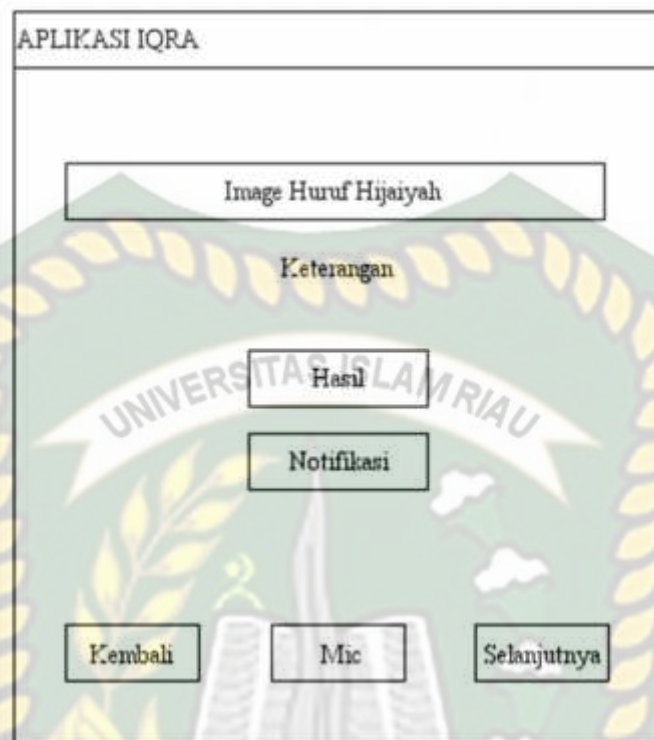 APLIKASI IQRA
Image Huruf Hijaiyah
Keterangan
UNIVERSITAS ISLAM RIAU
Hasil
Notifikasi
Kembali Mic Selanjutnya